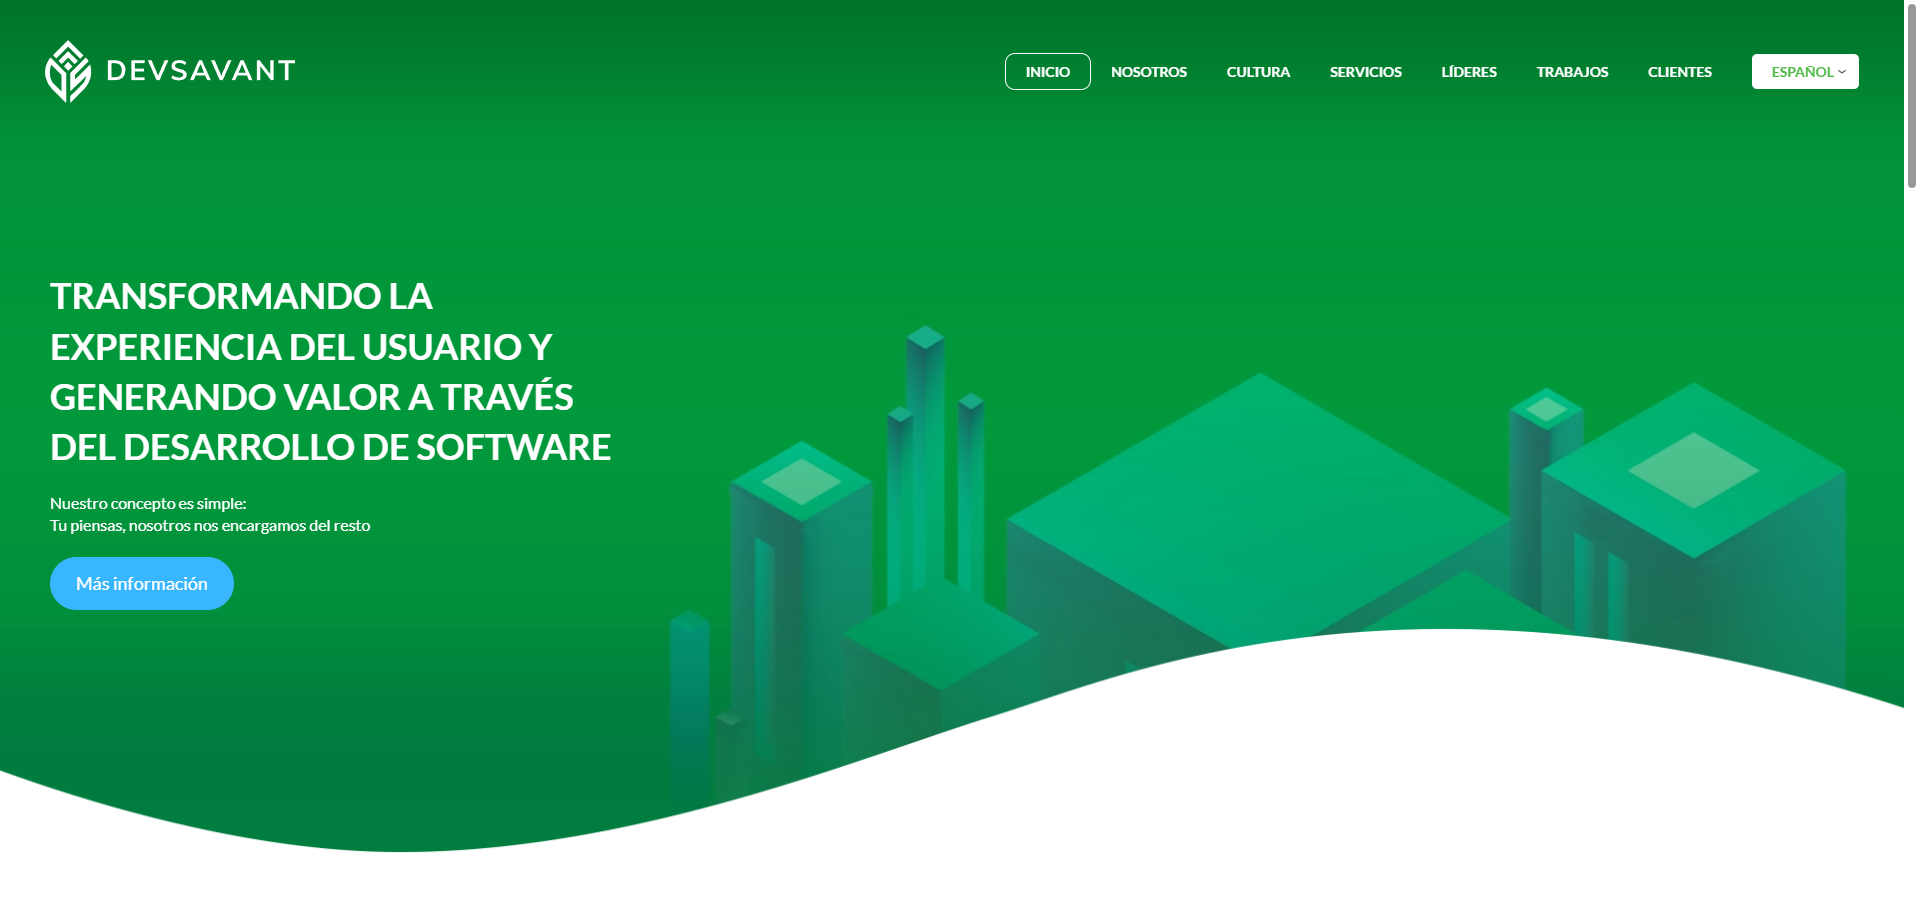 DEVSAVANT
INICIO NOSOTROS CULTURA SERVICIOS LÍDERES TRABAJOS CLIENTES ESPAÑOL
TRANSFORMANDO LA
EXPERIENCIA DEL USUARIO Y
GENERANDO VALOR A TRAVÉS
DEL DESARROLLO DE SOFTWARE
Nuestro concepto es simple:
Tu piensas, nosotros nos encargamos del resto
Más información